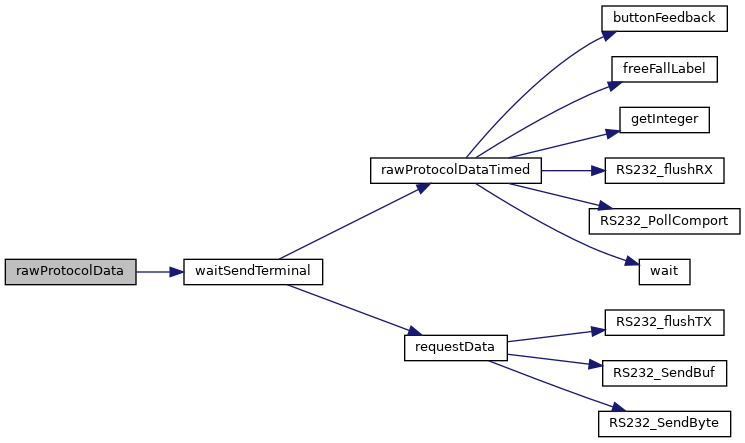 buttonFeedback
freeFallLabel
getInteger
rawProtocolDataTimed
RS232_flushRX
RS232_PollComport
rawProtocolData
waitSendTerminal
wait
RS232_flushTX
requestData
RS232_SendBuf
RS232_SendByte